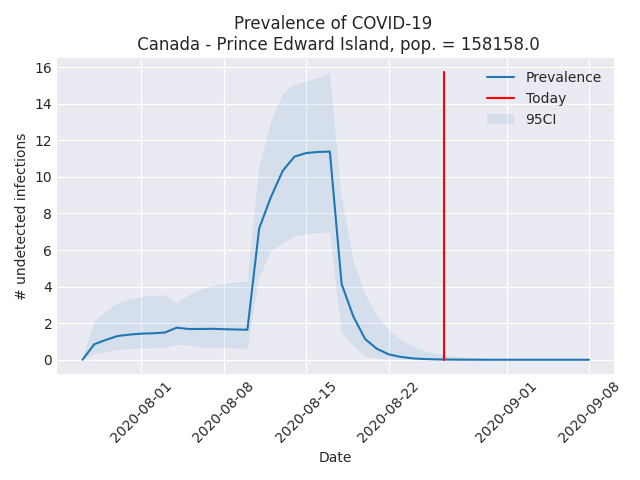 Prevalence of COVID-19
Canada - Prince Edward Island, pop. = 158158.0
16
14
12
10
8
6
4
2
0
# undetected infections
Prevalence
Today
95CI
2020-08-01
2020-08-08
2020-08-15
2020-08-22
2020-09-01
2020-09-08
Date